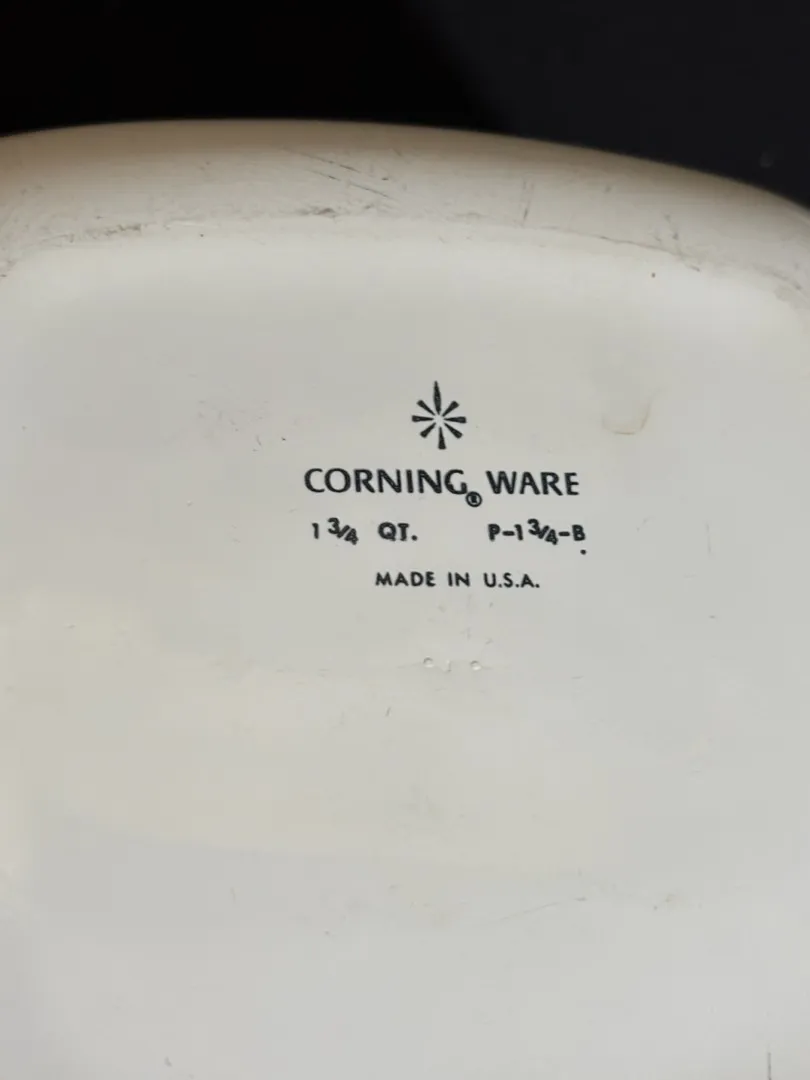 CORNING® WARE
1 3/4 QT. P-1 3/4-B
MADE IN U.S.A.